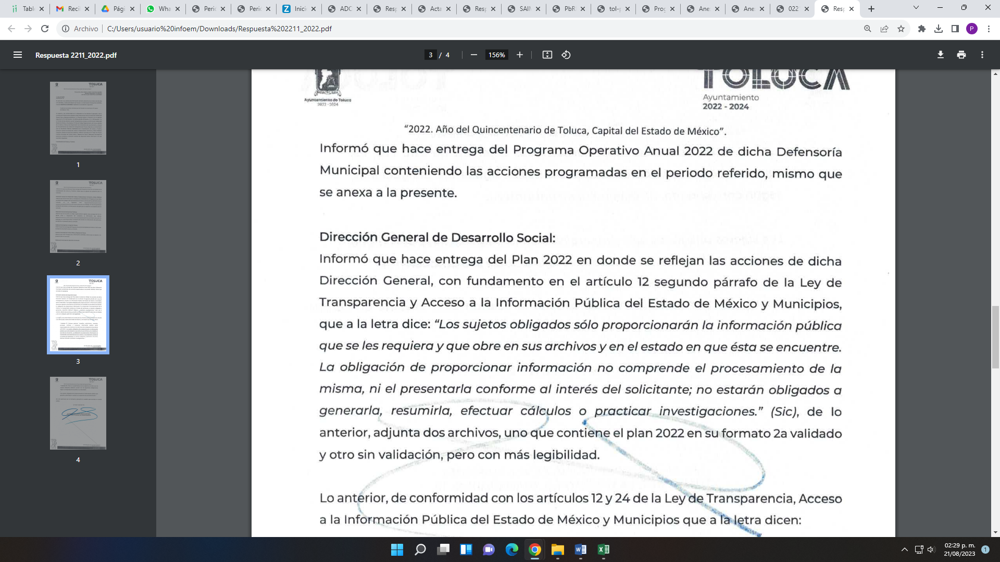 Table
Reci
Pági
Wha
Peri
Peri
Inici
ADC
Resp
Acta
Resp
SAI
PbR
tol-p
Prog
Ane
Ane
022
Resp
Archivo
C:/Users/usuario%20infoem/Downloads/Respuesta%202211_2022.pdf
P
Respuesta 2211_2022.pdf
3 / 4
156%
TOLUCA
1
TOLUCA
2
TOLUCA
3
TOLUCA
4
Ayuntamiento de Toluca
2022 - 2024
TOLUCA
Ayuntamiento
2022 - 2024
“2022. Año del Quincentenario de Toluca, Capital del Estado de México”.
Informó que hace entrega del Programa Operativo Anual 2022 de dicha Defensoría
Municipal conteniendo las acciones programadas en el periodo referido, mismo que
se anexa a la presente.
Dirección General de Desarrollo Social:
Informó que hace entrega del Plan 2022 en donde se reflejan las acciones de dicha
Dirección General, con fundamento en el artículo 12 segundo párrafo de la Ley de
Transparencia y Acceso a la Información Pública del Estado de México y Municipios,
que a la letra dice: “Los sujetos obligados sólo proporcionarán la información pública
que se les requiera y que obre en sus archivos y en el estado en que ésta se encuentre.
La obligación de proporcionar información no comprende el procesamiento de la
misma, ni el presentarla conforme al interés del solicitante; no estarán obligados a
generarla, resumirla, efectuar cálculos o practicar investigaciones.” (Sic), de lo
anterior, adjunta dos archivos, uno que contiene el plan 2022 en su formato 2a validado
y otro sin validación, pero con más legibilidad.
Lo anterior, de conformidad con los artículos 12 y 24 de la Ley de Transparencia, Acceso
a la Información Pública del Estado de México y Municipios que a la letra dicen:
02:29 p. m.
21/08/2023
1